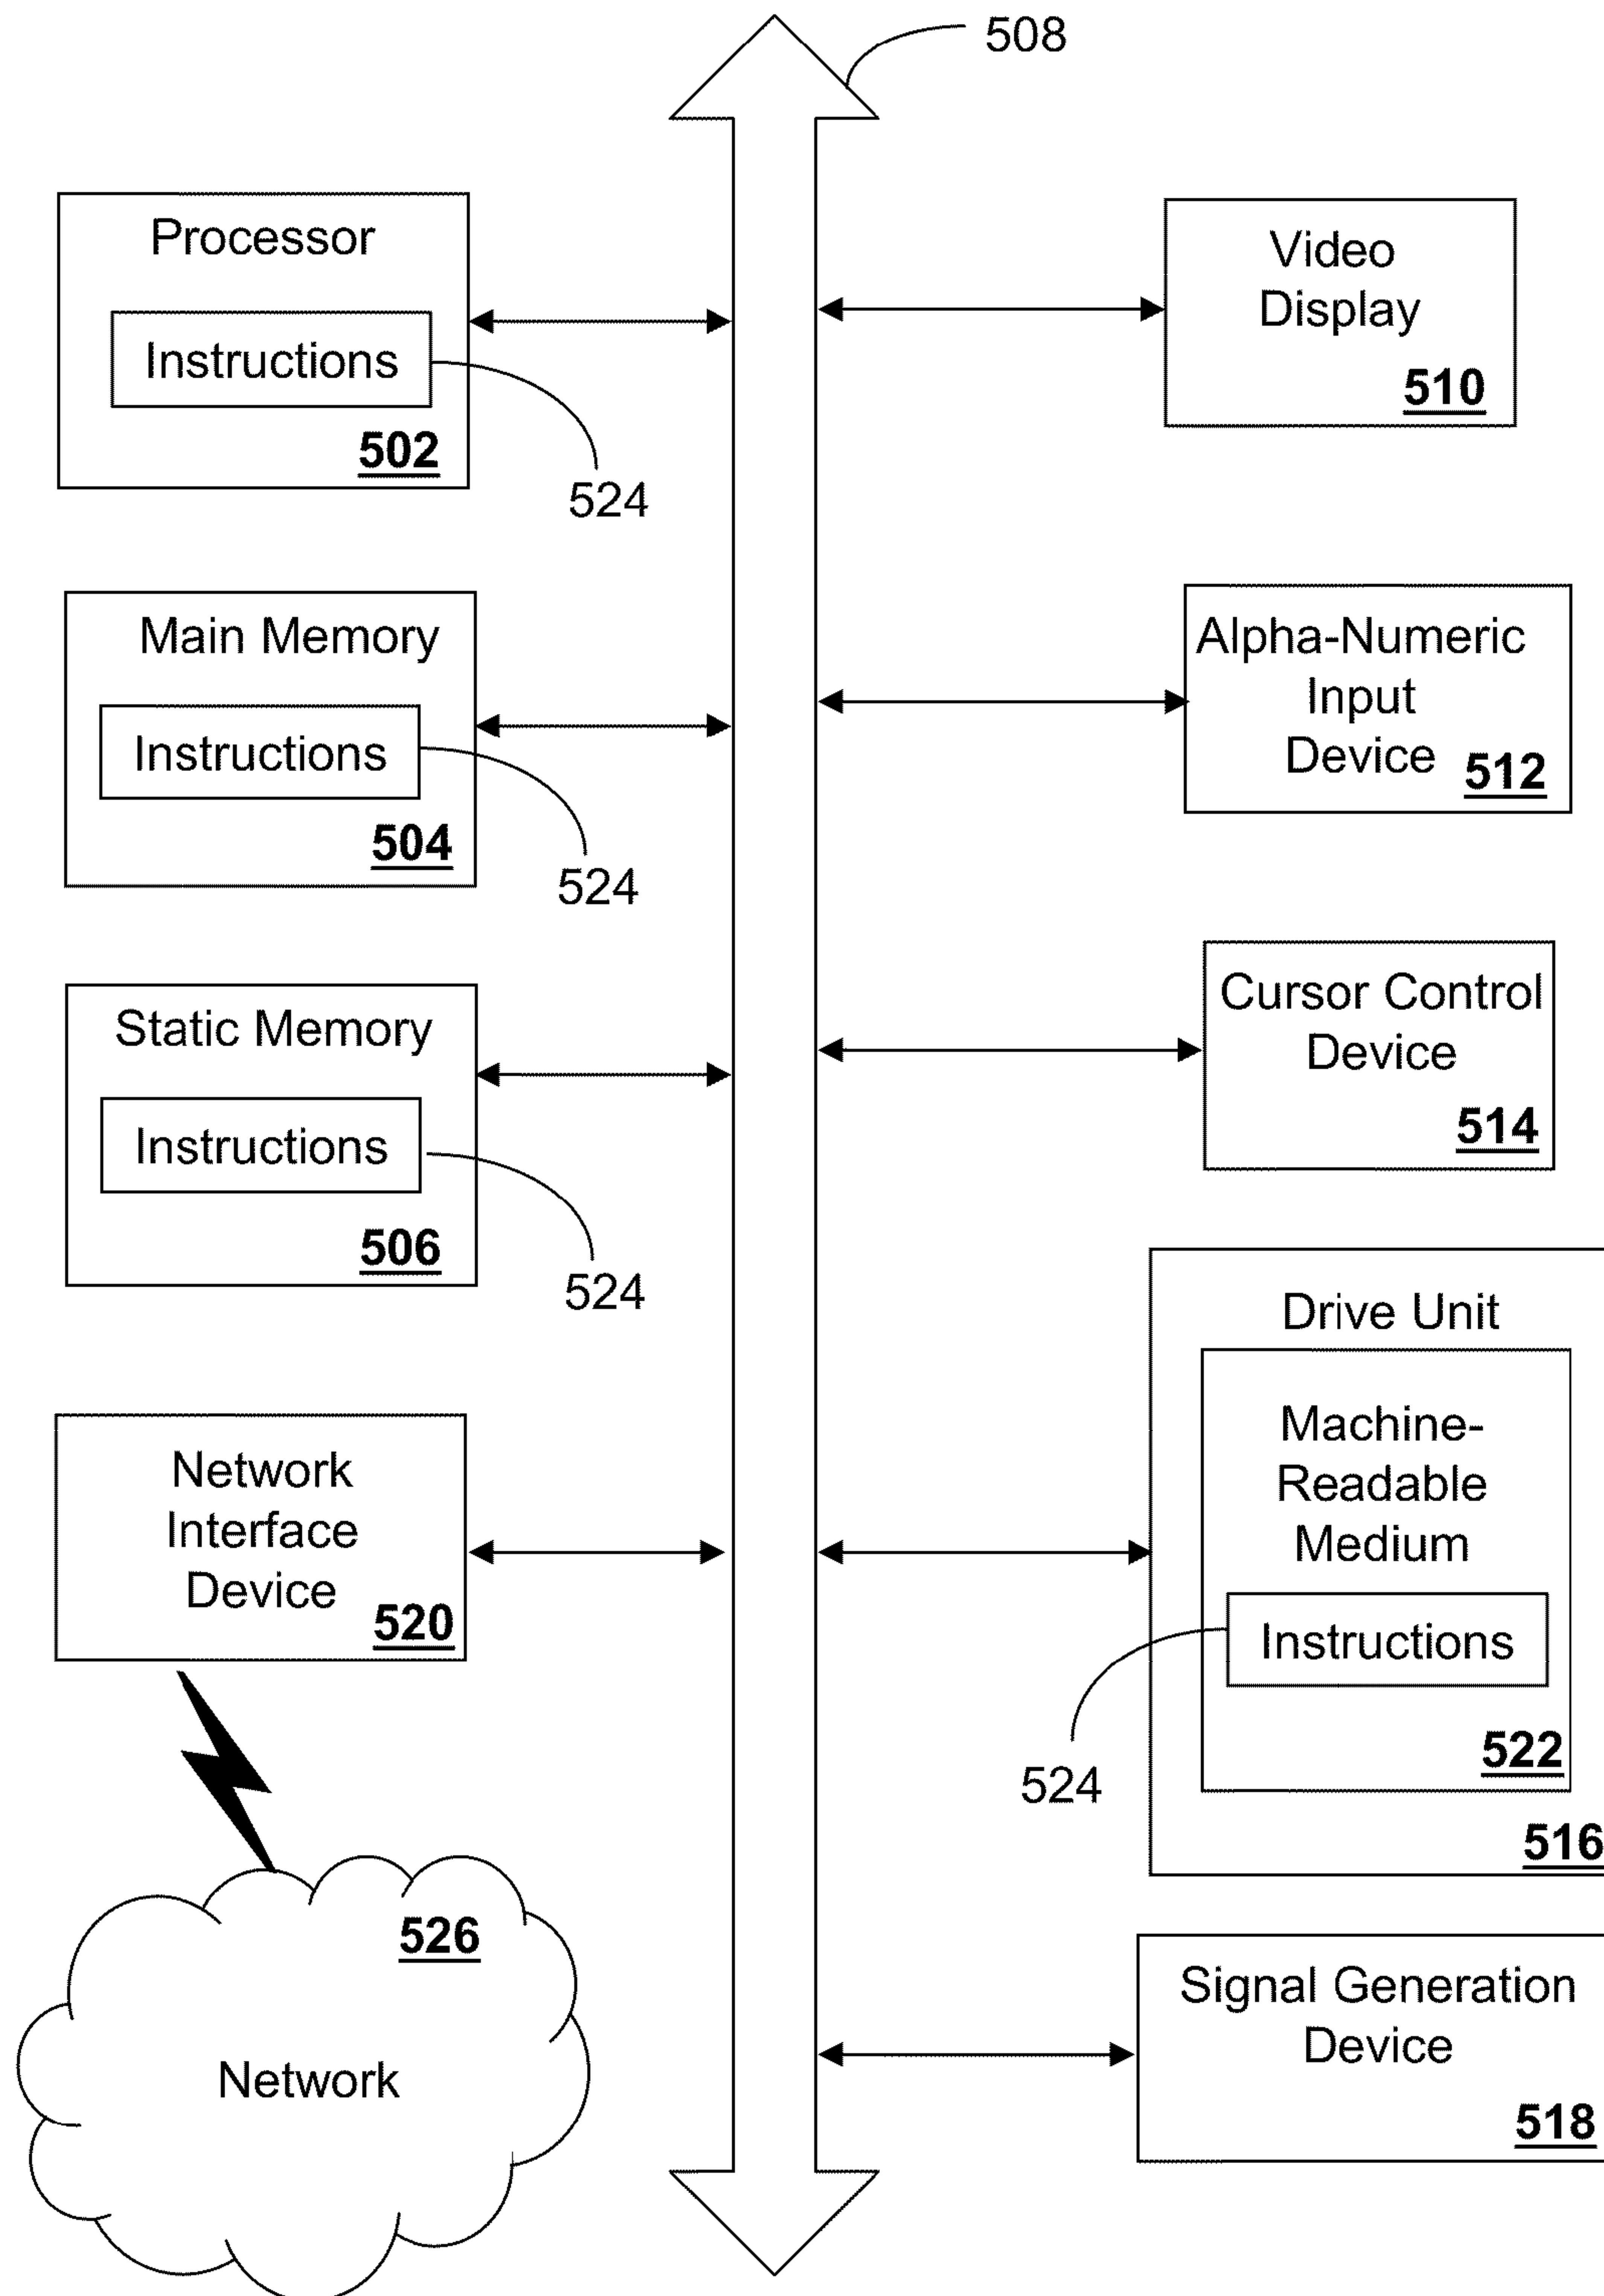 508
Processor
Instructions
502
524
Main Memory
Instructions
504
524
Static Memory
Instructions
506
524
Network
Interface
Device
520
526
Network
Video
Display
510
Alpha-Numeric
Input
Device 512
Cursor Control
Device
514
Drive Unit
Machine-
Readable
Medium
Instructions
522
524
516
Signal Generation
Device
518